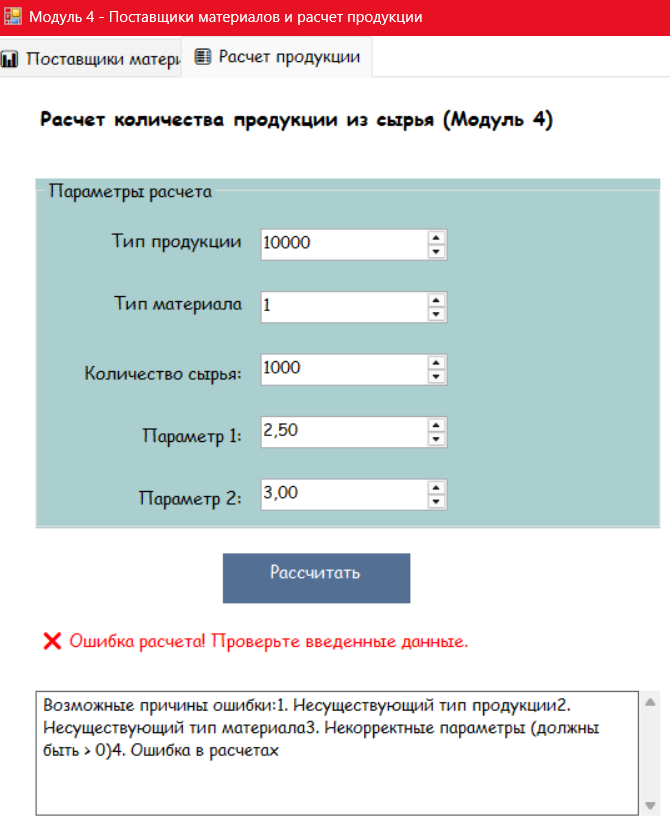 Модуль 4 - Поставщики материалов и расчет продукции
Поставщики матери
Расчет продукции
Расчет количества продукции из сырья (Модуль 4)
Параметры расчета
Тип продукции 10000
Тип материала 1
Количество сырья: 1000
Параметр 1: 2,50
Параметр 2: 3,00
Рассчитать
❌ Ошибка расчета! Проверьте введенные данные.
Возможные причины ошибки:1. Несуществующий тип продукции2.
Несуществующий тип материала3. Некорректные параметры (должны
быть > 0)4. Ошибка в расчетах